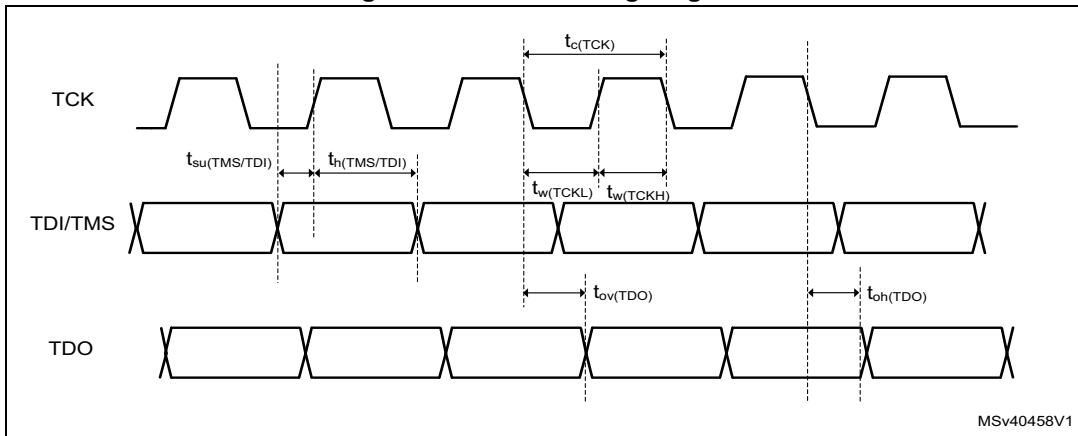 tc(TCK)
TCK
tsu(TMS/TDI)
th(TMS/TDI)
tw(TCKL)
tw(TCKH)
TDI/TMS
tov(TDO)
toh(TDO)
TDO
MSv40458V1